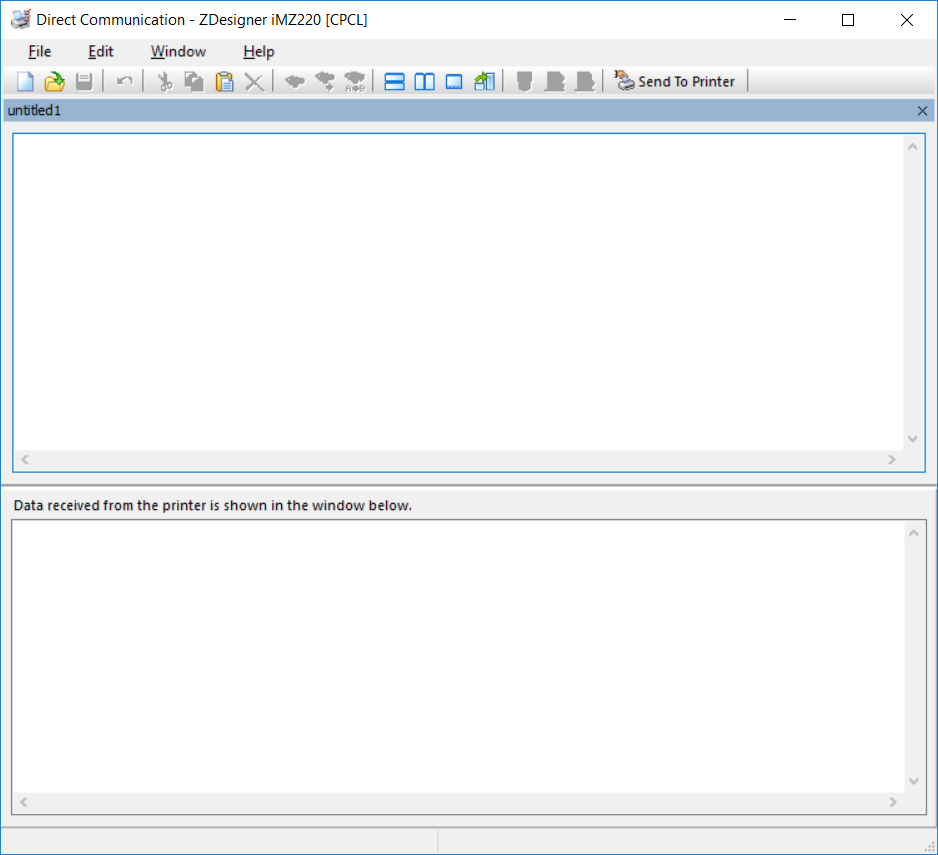 Direct Communication - ZDesigner iMZ220 [CPCL]
File Edit Window Help
Send To Printer
untitled1
Data received from the printer is shown in the window below.